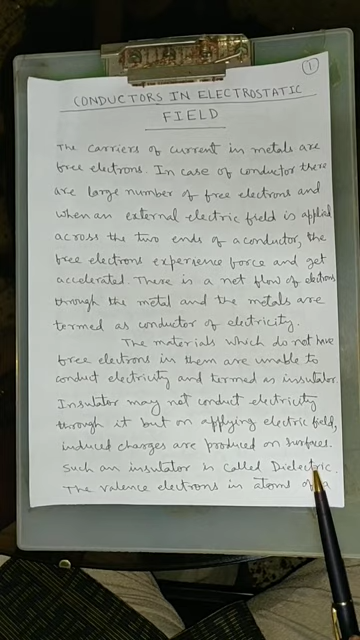 1
CONDUCTORS IN ELECTROSTATIC
FIELD
The carriers of current in metals are
free electrons. In case of conductor there
are large number of free electrons and
when an external electric field is applied
across the two ends of a conductor, the
free electrons experience force and get
accelerated. There is a net flow of electrons
through the metal and the metals are
termed as conductor of electricity.
The materials which do not have
free electrons in them are unable to
conduct electricity and termed as insulator.
Insulator may not conduct electricity
through it but on applying electric field,
induced charges are produced on surfaces.
Such an insulator is called Dielectric.
The valence electrons in atoms of a